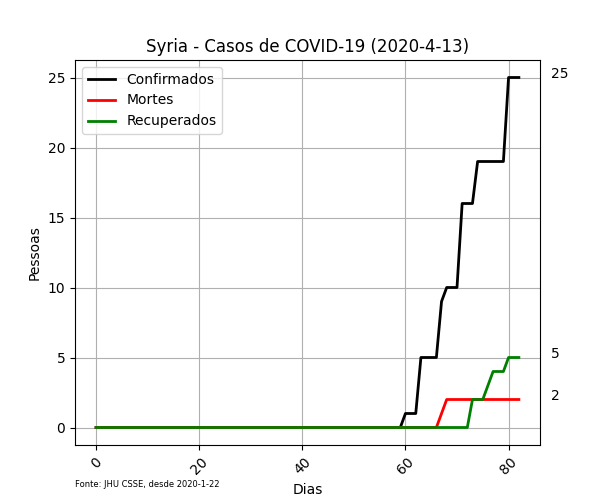 Syria - Casos de COVID-19 (2020-4-13)
Confirmados
Mortes
Recuperados
25
20
15
10
5
0
Pessoas
25
5
2
0
20
40
60
80
Dias
Fonte: JHU CSSE, desde 2020-1-22